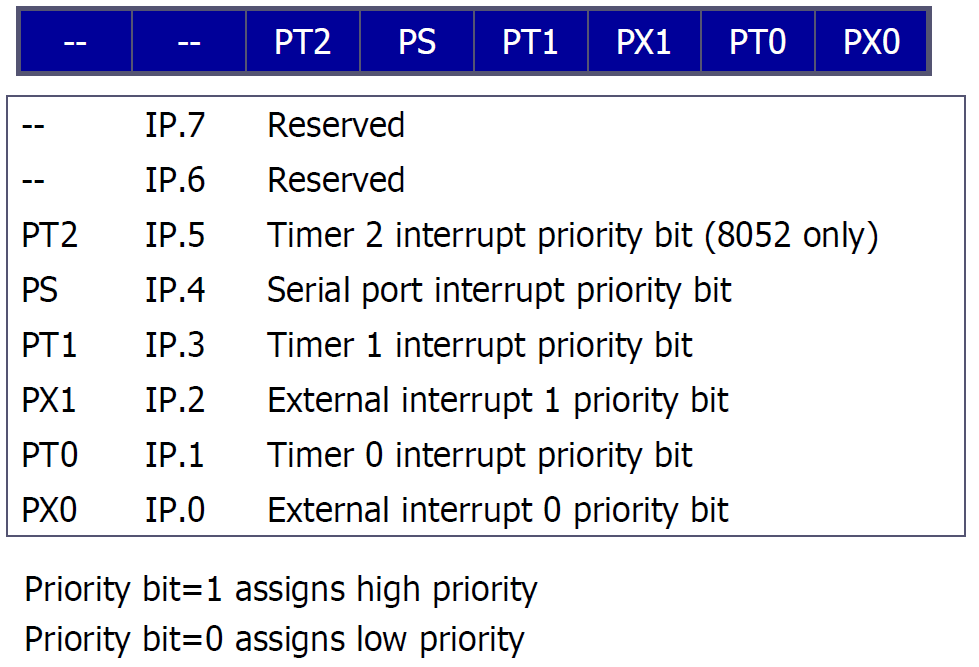 -- -- PT2 PS PT1 PX1 PT0 PX0
-- IP.7 Reserved
-- IP.6 Reserved
PT2 IP.5 Timer 2 interrupt priority bit (8052 only)
PS IP.4 Serial port interrupt priority bit
PT1 IP.3 Timer 1 interrupt priority bit
PX1 IP.2 External interrupt 1 priority bit
PT0 IP.1 Timer 0 interrupt priority bit
PX0 IP.0 External interrupt 0 priority bit
Priority bit=1 assigns high priority
Priority bit=0 assigns low priority